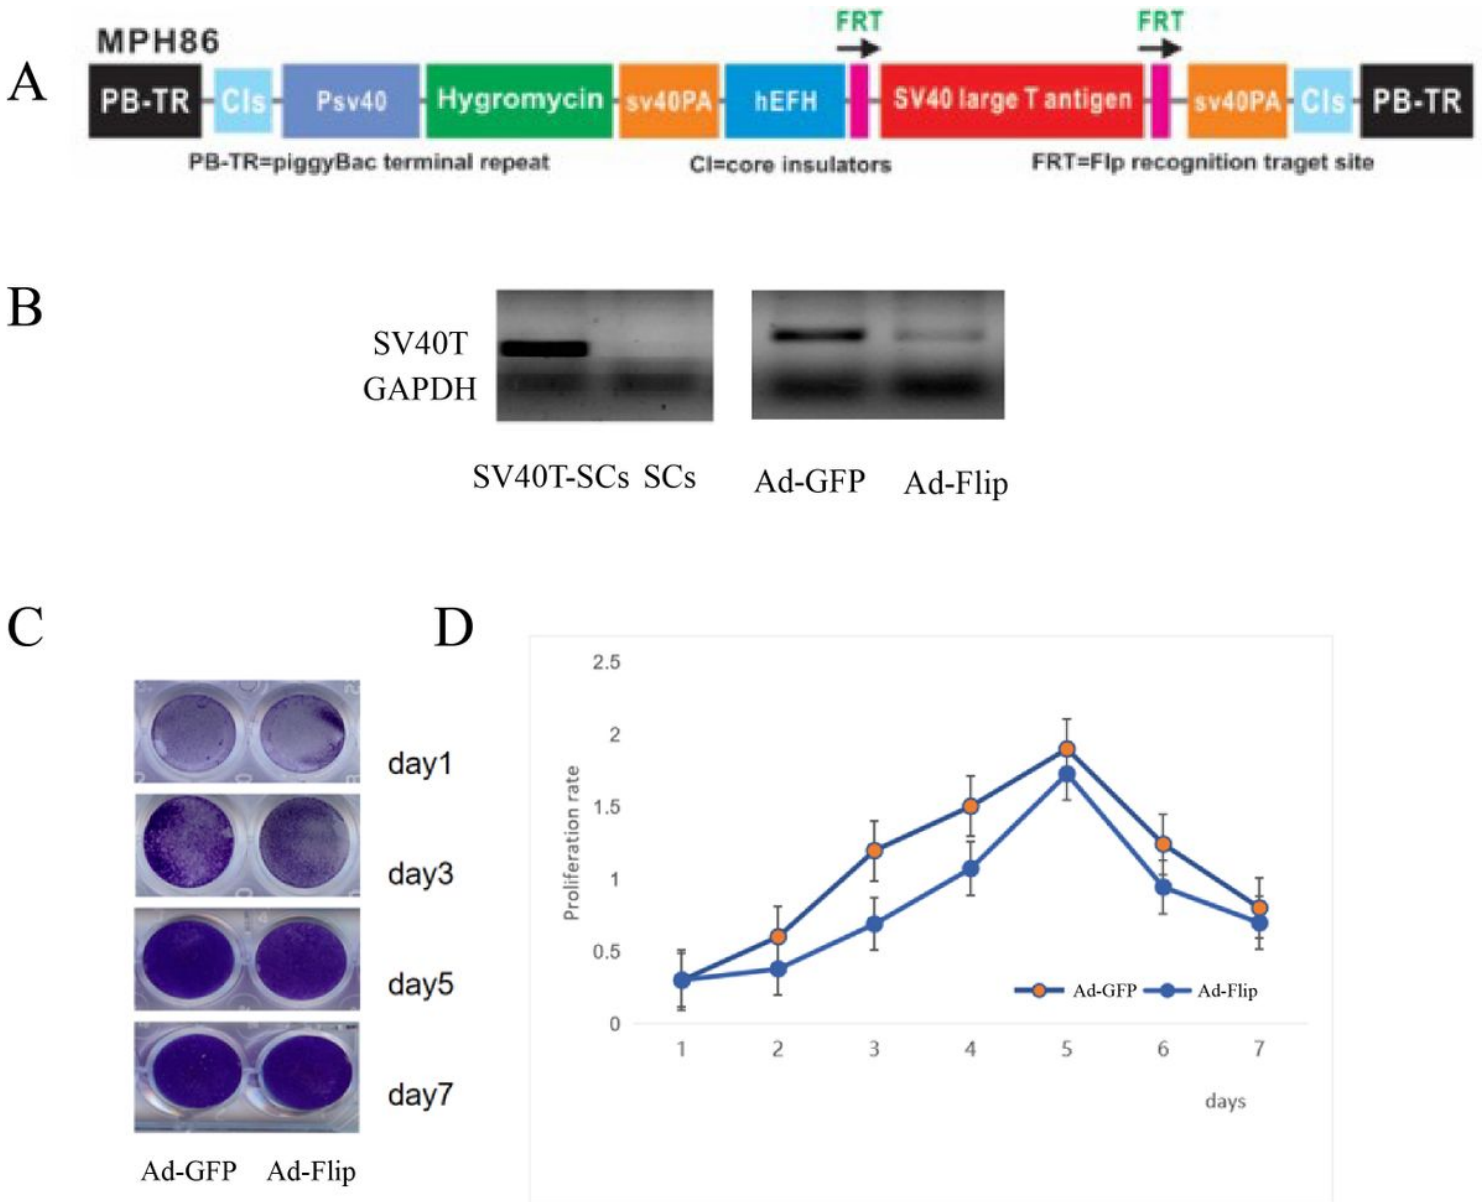 A
MPH86
FRT
FRT
PB-TR
CIs
Psv40
Hygromycin
sv40PA
hEFH
SV40 large T antigen
sv40PA
CIs
PB-TR
PB-TR=piggyBac terminal repeat
CI=core insulators
FRT=Flp recognition traget site
B
SV40T
GAPDH
SV40T-SCs
SCs
Ad-GFP
Ad-Flip
C
day1
day3
day5
day7
Ad-GFP
Ad-Flip
D
2.5
2
1.5
1
0.5
0
Proliferation rate
1
2
3
4
5
6
7
days
Ad-GFP
Ad-Flip